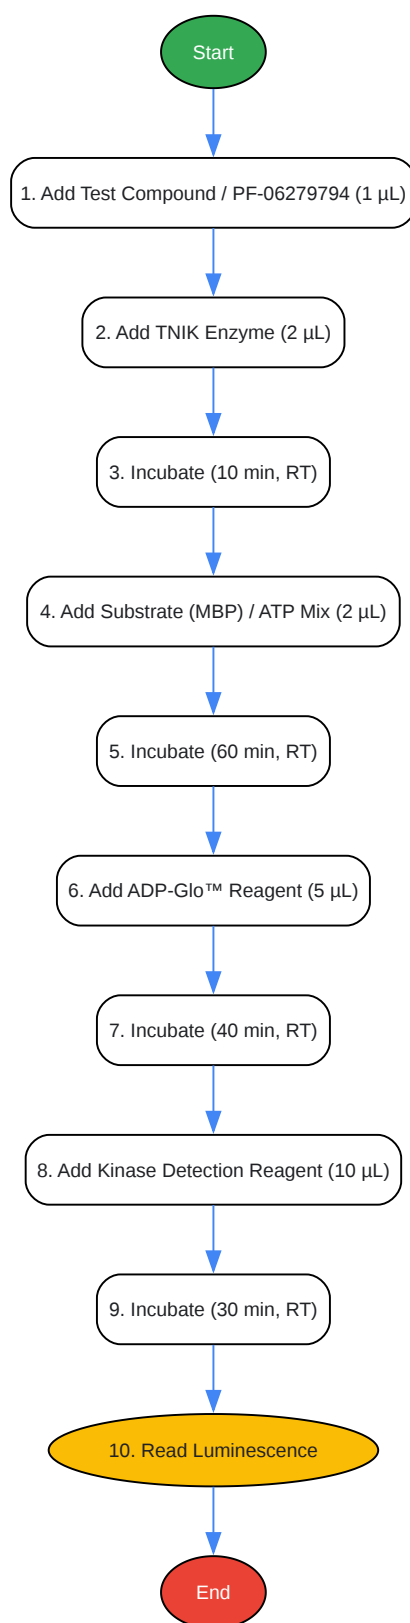 Start
1. Add Test Compound / PF-06279794 (1 µL)
2. Add TNIK Enzyme (2 µL)
3. Incubate (10 min, RT)
4. Add Substrate (MBP) / ATP Mix (2 µL)
5. Incubate (60 min, RT)
6. Add ADP-Glo™ Reagent (5 µL)
7. Incubate (40 min, RT)
8. Add Kinase Detection Reagent (10 µL)
9. Incubate (30 min, RT)
10. Read Luminescence
End